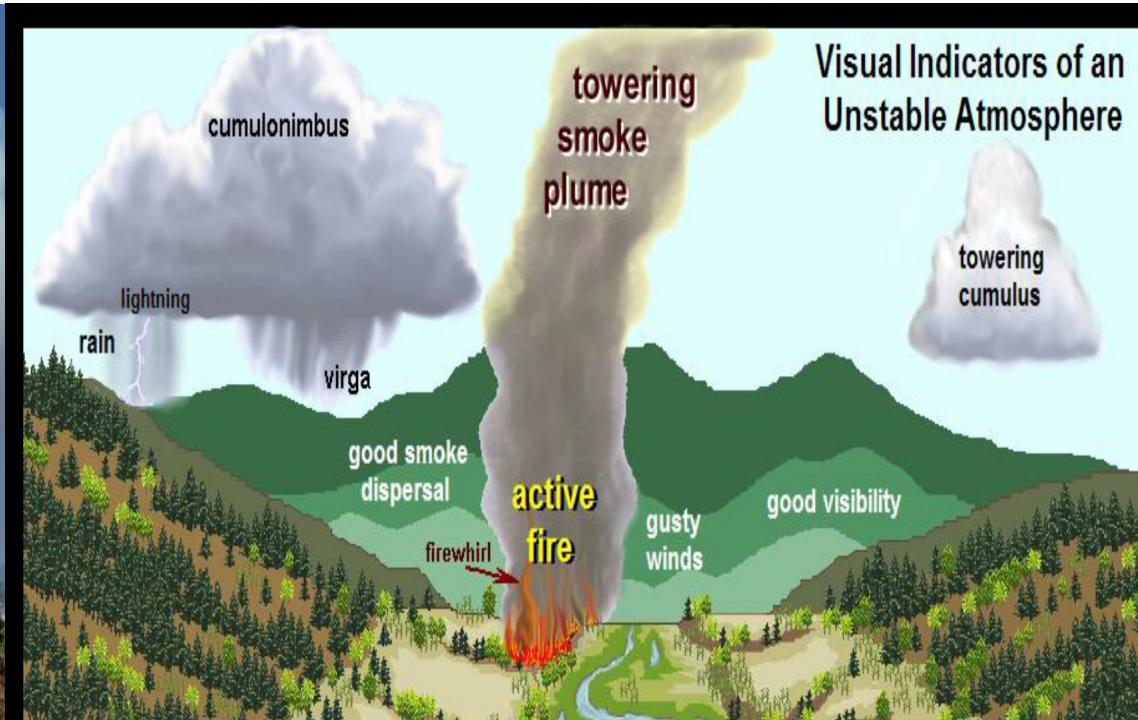 Visual Indicators of an
Unstable Atmosphere
cumulonimbus
towering
smoke
plume
towering
cumulus
lightning
rain
virga
good smoke
dispersal
active
fire
firewhirl
gusty
winds
good visibility